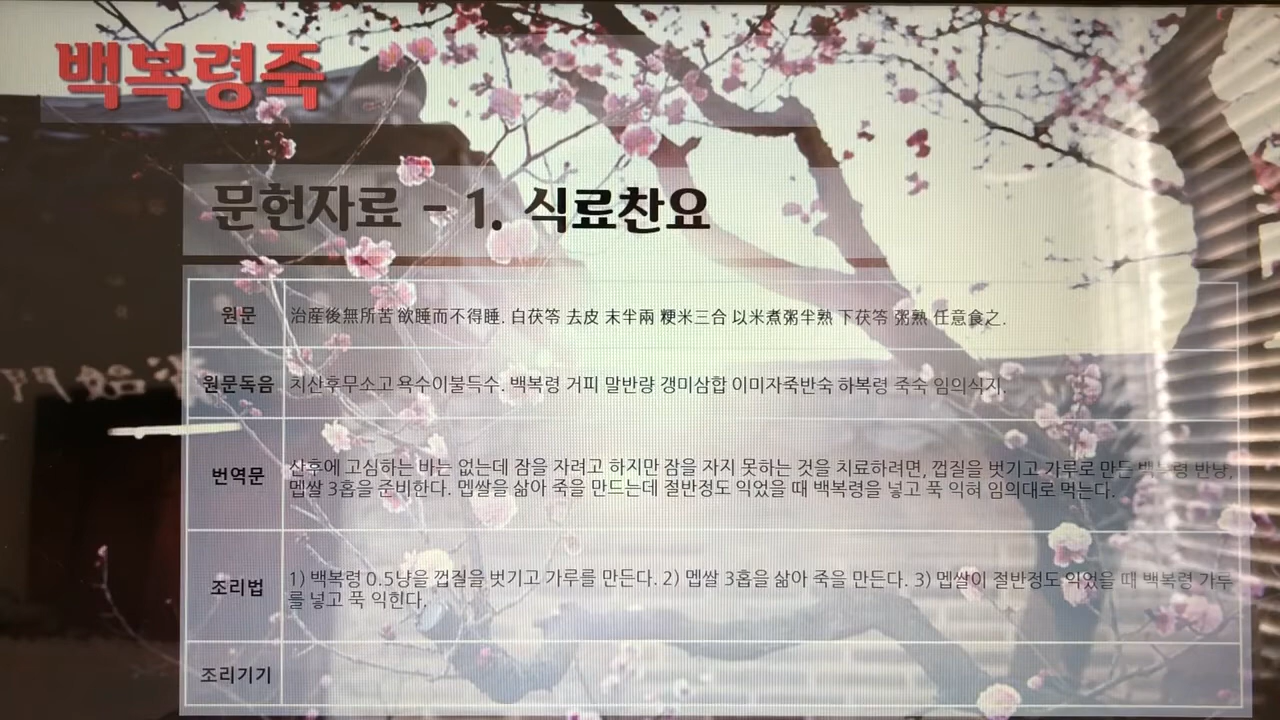 백복령죽
문헌자료 - 1. 식료찬요
원문
治産後無所苦 欲睡而不得睡. 白茯笭 去皮 末半兩 粳米三合 以米煮粥半熟 下茯笭 粥熟 任意食之.
원문독음
치산후무소고 욕수이불득수. 백복령 거피 말반량 갱미삼합 이미자죽반숙 하복령 죽숙 임의식지.
번역문
산후에 고심하는 바는 없는데 잠을 자려고 하지만 잠을 자지 못하는 것을 치료하려면, 껍질을 벗기고 가루로 만든 백복령 반냥,
멥쌀 3홉을 준비한다. 멥쌀을 삶아 죽을 만드는데 절반정도 익었을 때 백복령을 넣고 푹 익혀 임의대로 먹는다.
조리법
1) 백복령 0.5냥을 껍질을 벗기고 가루를 만든다. 2) 멥쌀 3홉을 삶아 죽을 만든다. 3) 멥쌀이 절반정도 익었을 때 백복령 가두
를 넣고 푹 익힌다.
조리기기